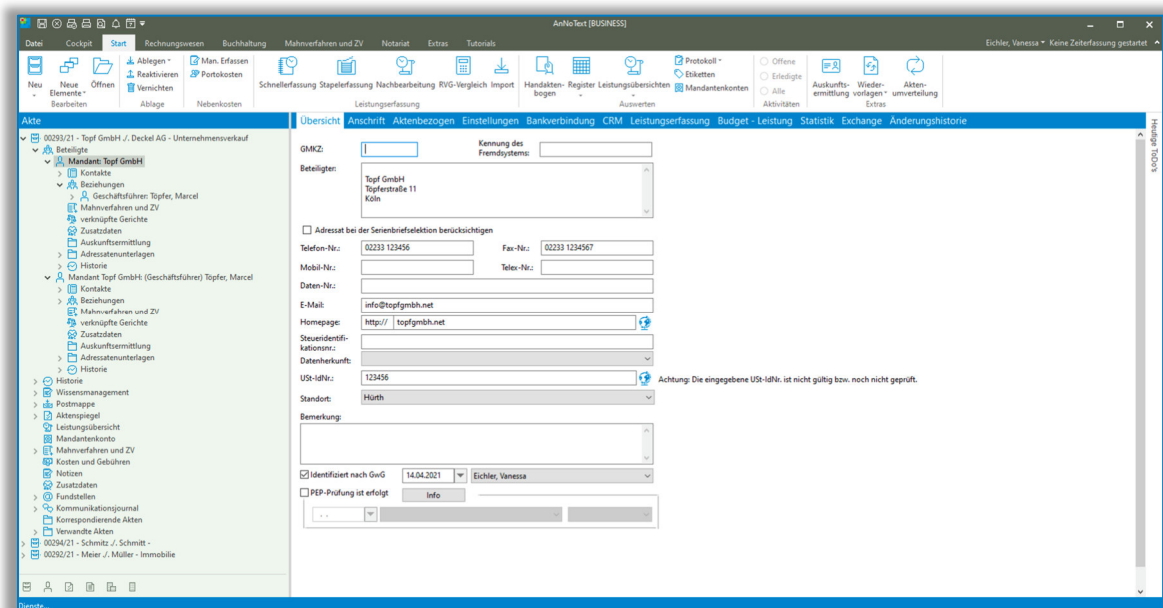 AnNoText [BUSINESS]
Datei Cockpit Start Rechnungswesen Buchhaltung Mahnverfahren und ZV Notariat Extras Tutorials Eichler, Vanessa Keine Zeiterfassung gestartet
Neu
Neue Elemente
Öffnen
Bearbeiten
Ablegen
Reaktivieren
Vernichten
Ablage
Man. Erfassen
Portokosten
Nebenkosten
Schnellerfassung Stapelerfassung Nachbearbeitung RVG-Vergleich Import
Leistungserfassung
Handakten-
bogen
Register
Leistungsübersichten
Protokoll
Etiketten
Mandantenkonten
Auswerten
Offene
Erledigte
Alle
Aktivitäten
Auskunfts-
ermittlung
Wieder-
vorlagen
Akten-
umverteilung
Extras
Akte
00293/21 - Topf GmbH ./. Deckel AG - Unternehmensverkauf
Beteiligte
Mandant: Topf GmbH
Kontakte
Beziehungen
Geschäftsführer: Töpfer, Marcel
Mahnverfahren und ZV
verknüpfte Gerichte
Zusatzdaten
Auskunftsermittlung
Adressatenunterlagen
Historie
Mandant Topf GmbH: (Geschäftsführer) Töpfer, Marcel
Kontakte
Beziehungen
Mahnverfahren und ZV
verknüpfte Gerichte
Zusatzdaten
Auskunftsermittlung
Adressatenunterlagen
Historie
Historie
Wissensmanagement
Postmappe
Aktenspiegel
Leistungsübersicht
Mandantenkonto
Mahnverfahren und ZV
Kosten und Gebühren
Notizen
Zusatzdaten
Fundstellen
Kommunikationsjournal
Korrespondierende Akten
Verwandte Akten
00294/21 - Schmitz ./. Schmitt -
00292/21 - Meier ./. Müller - Immobilie
Übersicht Anschrift Aktenbezogen Einstellungen Bankverbindung CRM Leistungserfassung Budget - Leistung Statistik Exchange Änderungshistorie
GMKZ:
Kennung des
Fremdsystems:
Beteiligter:
Topf GmbH
Töpferstraße 11
Köln
Adressat bei der Serienbriefselektion berücksichtigen
Telefon-Nr.: 02233 123456 Fax-Nr.: 02233 1234567
Mobil-Nr.: Telex-Nr.:
Daten-Nr.:
E-Mail: info@topfgmbh.net
Homepage: http:// topfgmbh.net
Steueridentifi-
kationsnr.:
Datenherkunft:
USt-IdNr.: 123456 Achtung: Die eingegebene USt-IdNr. ist nicht gültig bzw. noch nicht geprüft.
Standort: Hürth
Bemerkung:
Identifiziert nach GwG 14.04.2021 Eichler, Vanessa
PEP-Prüfung ist erfolgt Info
. .
Heutige ToDo's
Dienste...